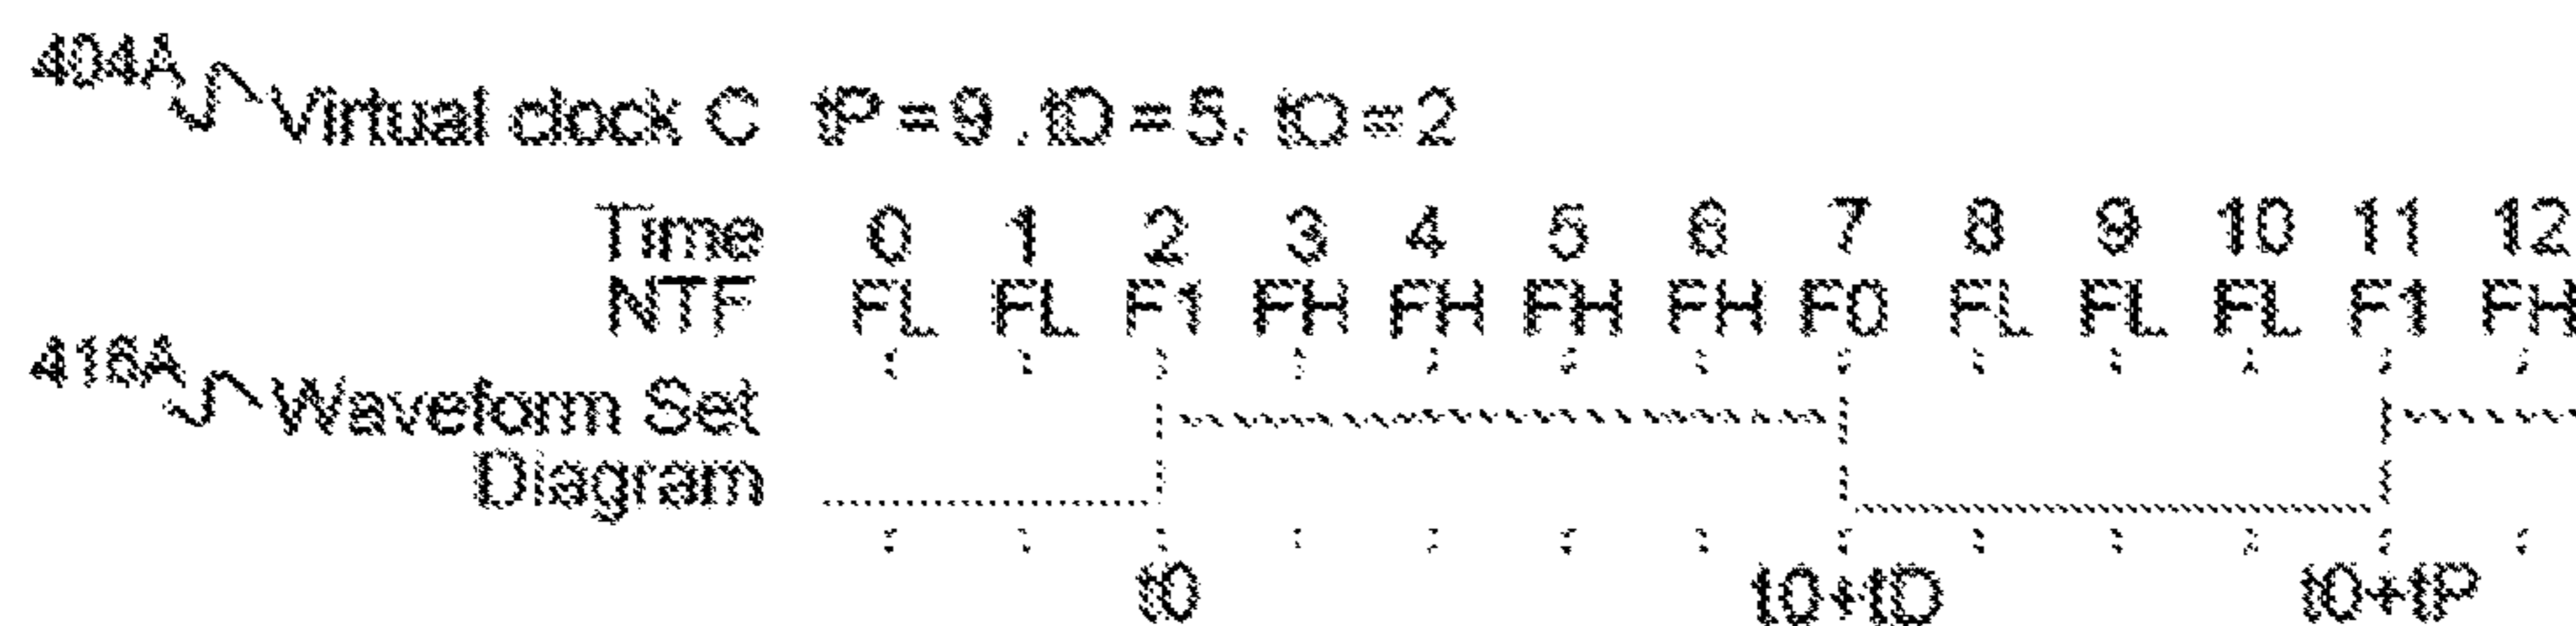 404A
Virtual clock C tP = 9 , tD = 5, tO = 2
Time 0 1 2 3 4 5 6 7 8 9 10 11 12
NTF FL FL F1 FH FH FH FH F0 FL FL FL F1 FH
416A
Waveform Set
Diagram
t0 t0+tD t0+tP